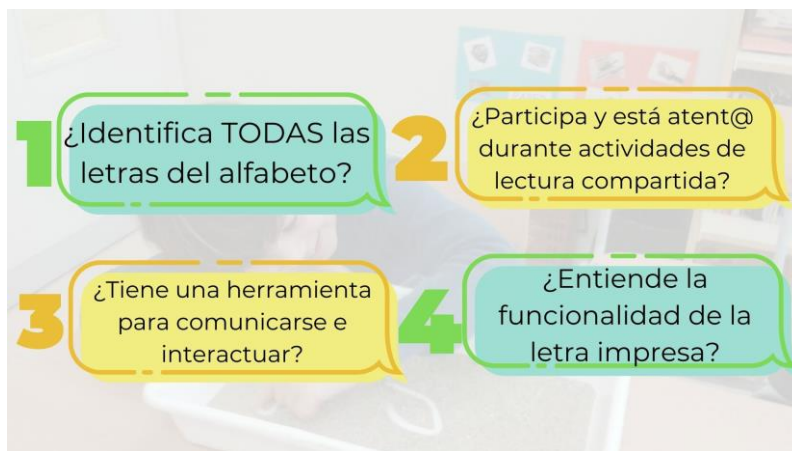 1
¿Identifica TODAS las
letras del alfabeto?
2
¿Participa y está atent@
durante actividades de
lectura compartida?
3
¿Tiene una herramienta
para comunicarse e
interactuar?
4
¿Entiende la
funcionalidad de la
letra impresa?